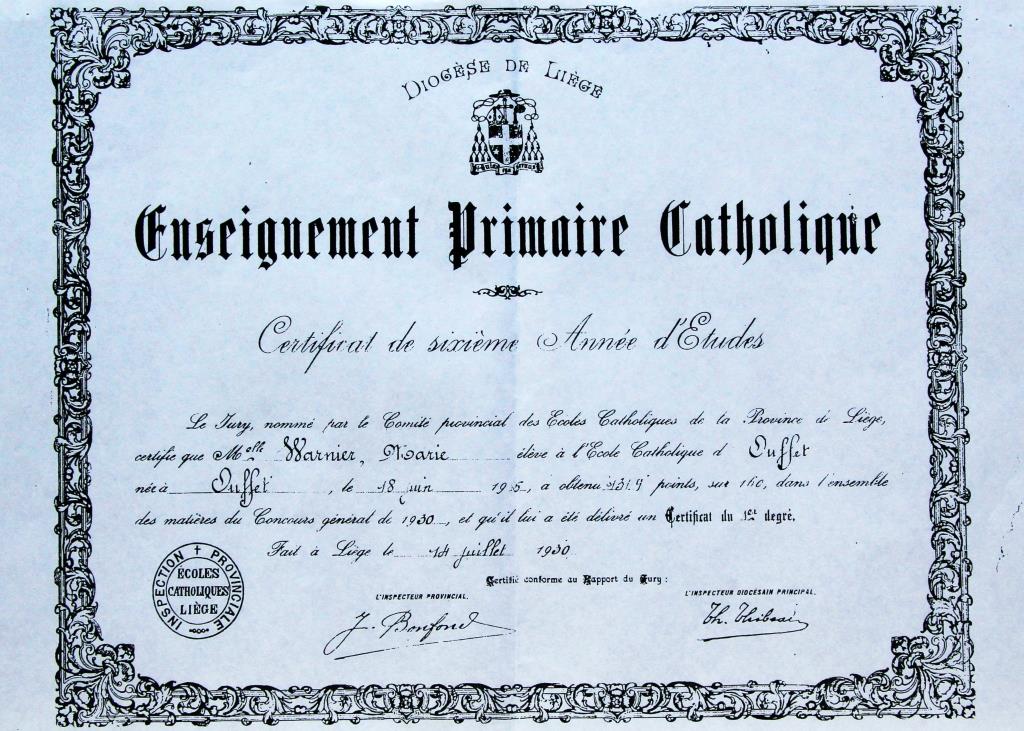 DIOCÈSE DE LIÈGE
Enseignement Primaire Catholique
Certificat de sixième Année d'Etudes
Le Jury, nommé par le Comité provincial des Ecoles Catholiques de la Province de Liège,
certifie que Melle Warnier, Marie élève à l'Ecole Catholique d Ouffet
née à Ouffet, le 18 juin 19, a obtenu points, sur 160, dans l'ensemble
des matières du Concours général de 1930, et qu'il lui a été délivré un Certificat du 1er degré.
Fait à Liège le 14 juillet 1930
Certifié conforme au Rapport du Jury :
L'INSPECTEUR PROVINCIAL.
L'INSPECTEUR DIOCÉSAIN PRINCIPAL.
J. Bonfond
Th.
INSPECTION PROVINCIALE
ÉCOLES
CATHOLIQUES
LIÈGE